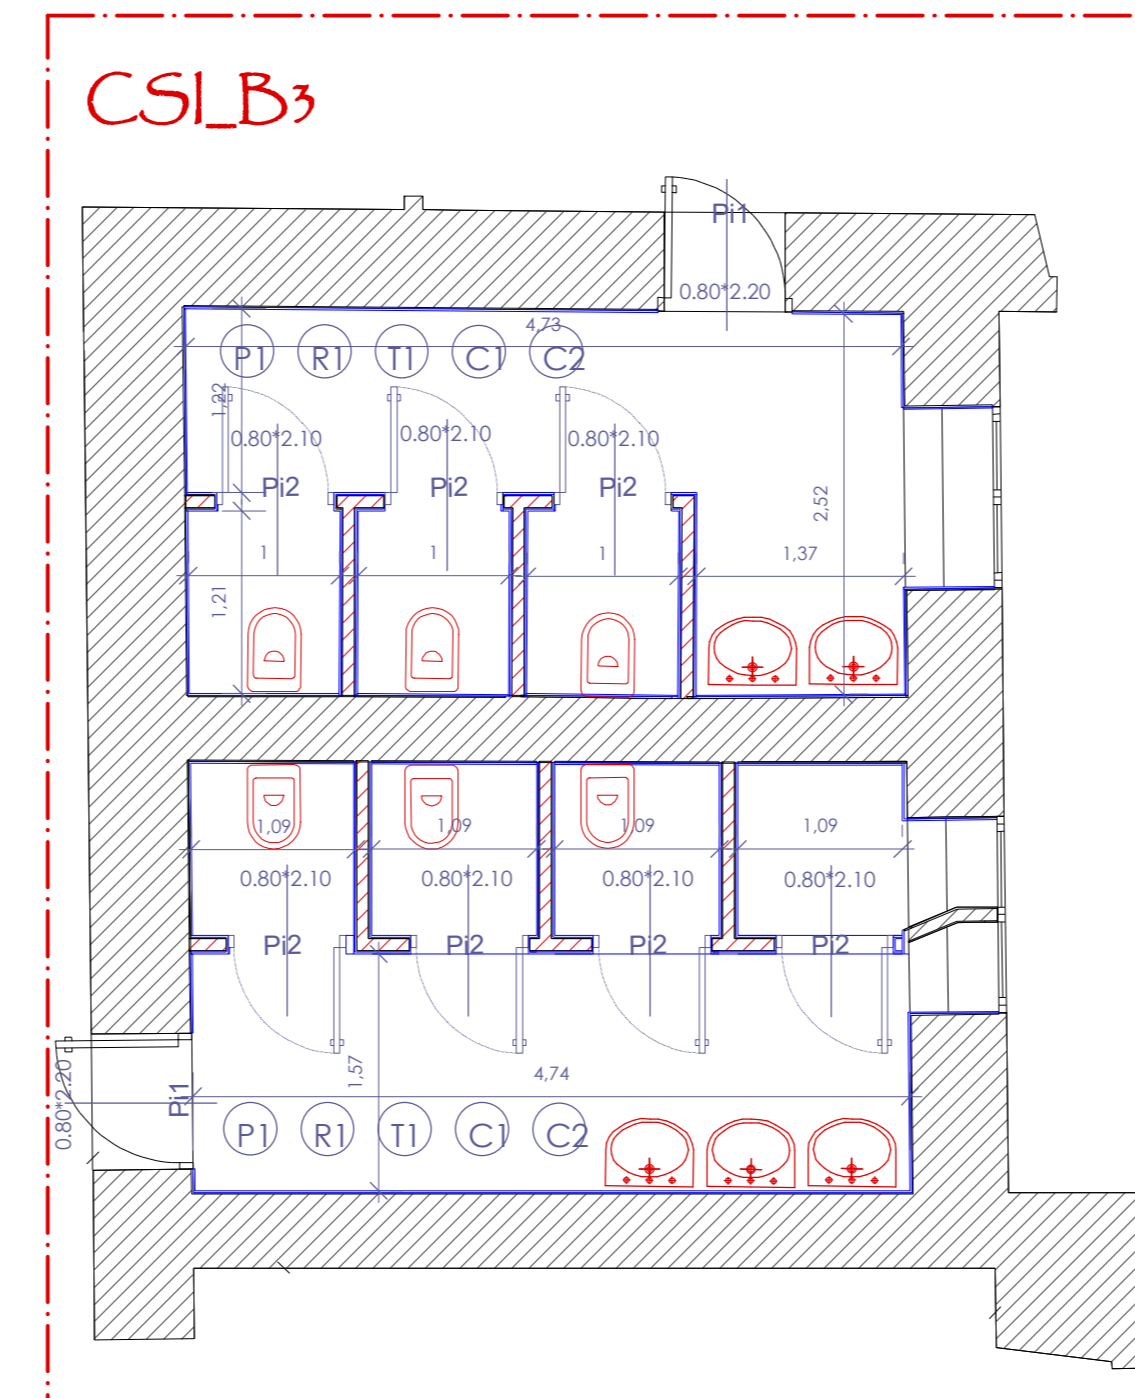 CSI_B3
Pi1
0.80*2.20
4,73
P1 R1 T1 C1 C2
1,22
0.80*2.10 0.80*2.10 0.80*2.10
Pi2 Pi2 Pi2
2,52
1 1 1 1,37
1,21
1,09 1,09 1,09 1,09
0.80*2.10 0.80*2.10 0.80*2.10 0.80*2.10
Pi2 Pi2 Pi2 Pi2
1,57
4,74
0.80*2.20
Pi1
P1 R1 T1 C1 C2